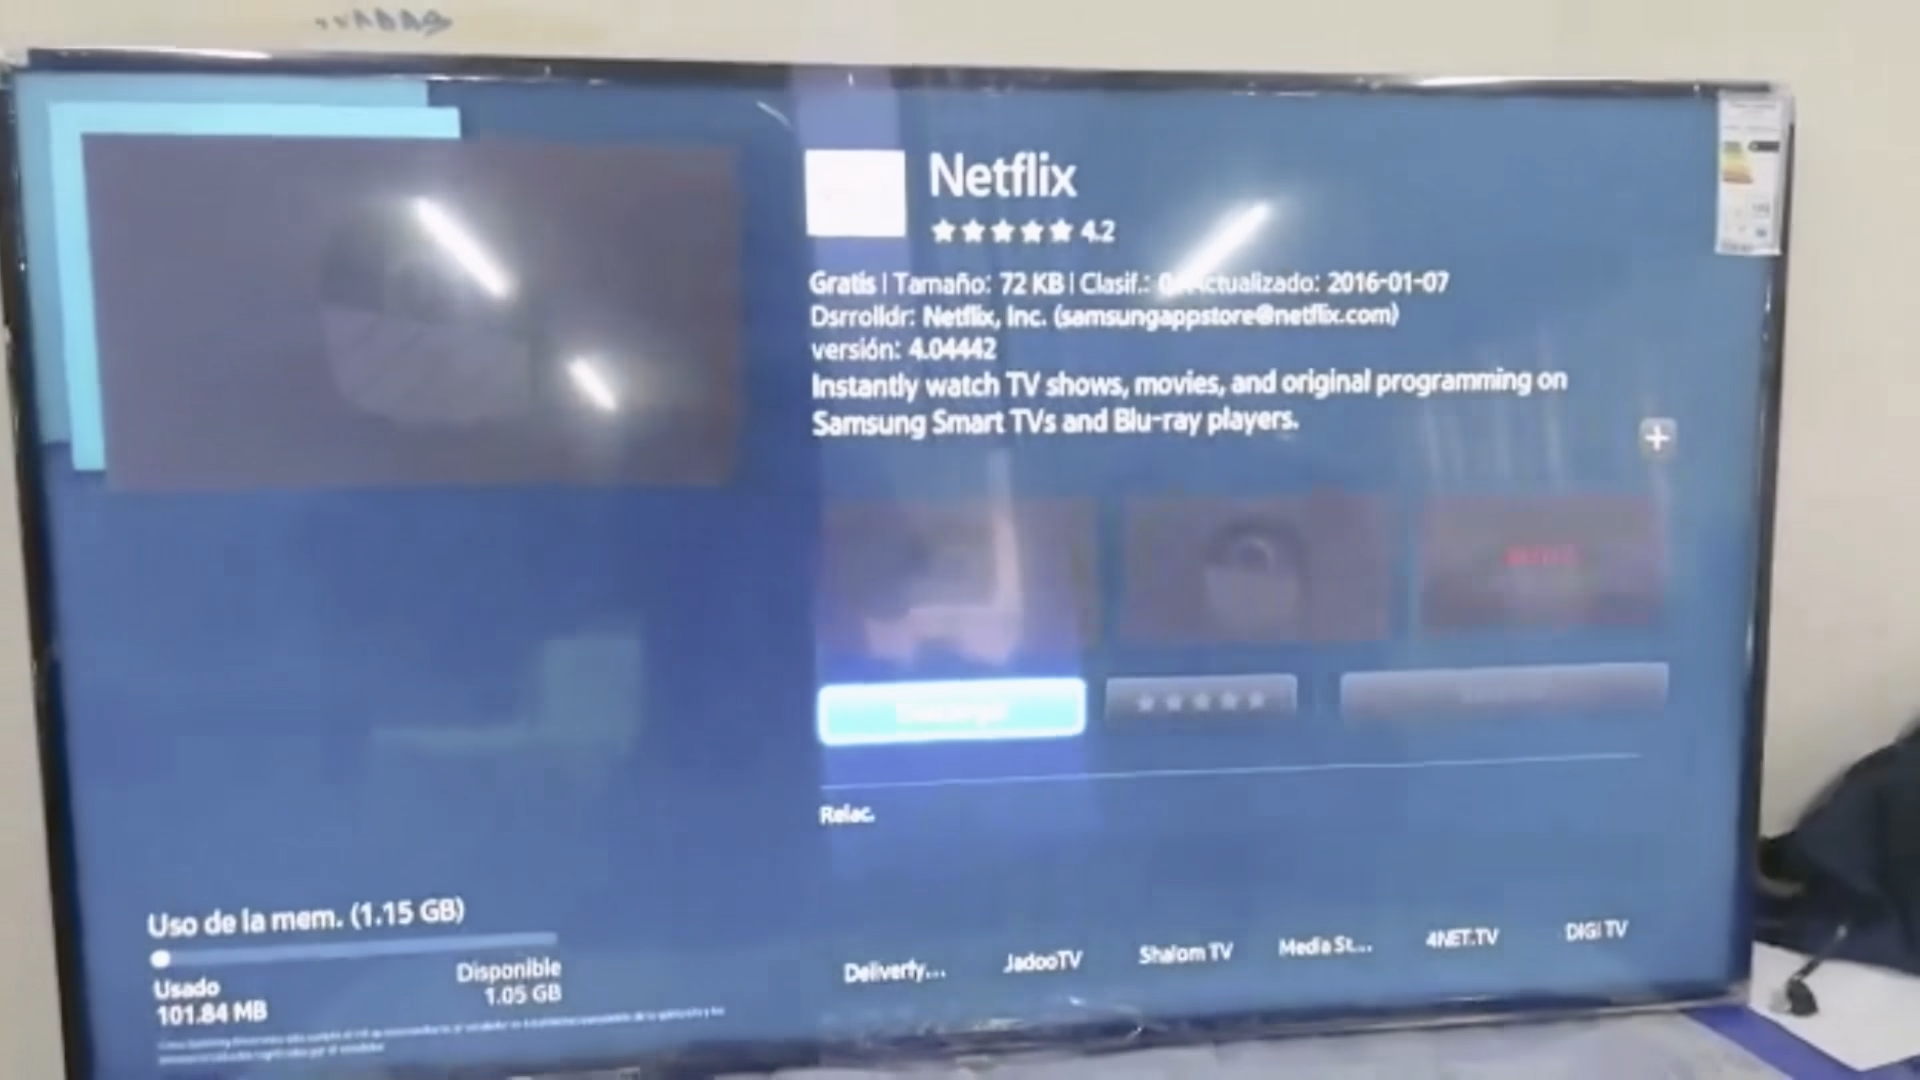 Netflix
4.2
Gratis | Tamaño: 72 KB | Clasif.: Actualizado: 2016-01-07
Dsrrolldr: Netflix, Inc. (samsungappstore@netflix.com)
versión: 4.04442
Instantly watch TV shows, movies, and original programming on
Samsung Smart TVs and Blu-ray players.
Descargar
Relac.
Uso de la mem. (1.15 GB)
Usado
101.84 MB
Disponible
1.05 GB
Deliverly...
JadooTV
Shalom TV
Media St...
4NET.TV
DIGI TV